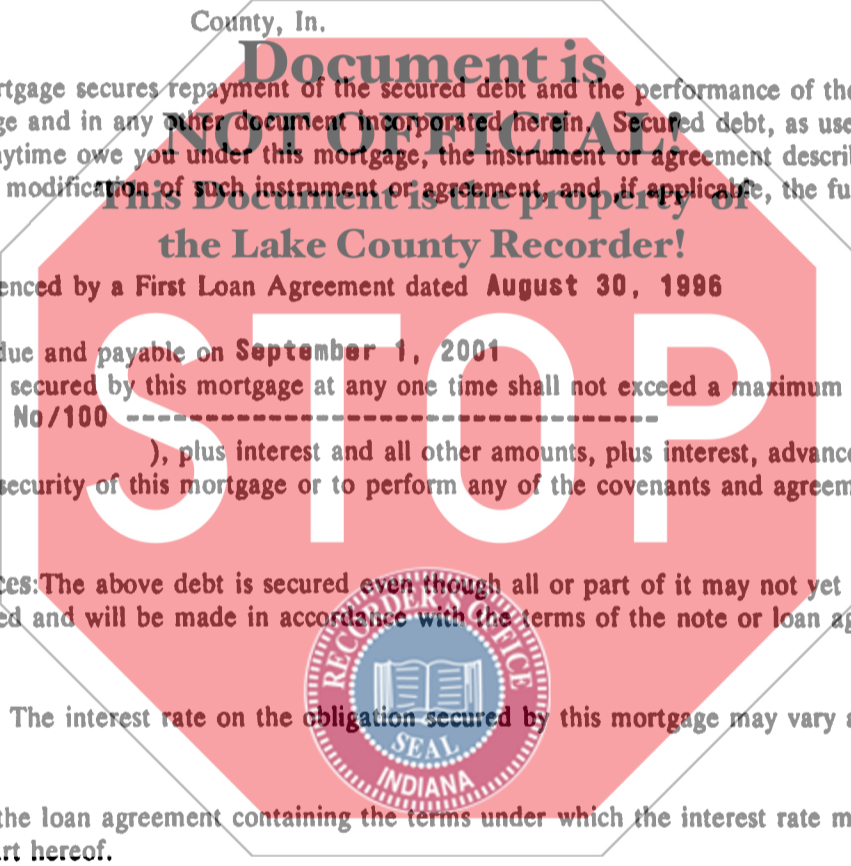 County, In.
Document is
rtgage secures repayment of the secured debt and the performance of the
ge and in any other document incorporated herein. Secured debt, as use
NOT OFFICIAL!
nytime owe you under this mortgage, the instrument or agreement describ
modification of such instrument or agreement, and ,if applicable, the fu
This Document is the property of
the Lake County Recorder!
enced by a First Loan Agreement dated August 30, 1996
due and payable on September 1, 2001
secured by this mortgage at any one time shall not exceed a maximum
No/100 ----------------------------------
), plus interest and all other amounts, plus interest, advance
security of this mortgage or to perform any of the covenants and agreem
STOP
ces:The above debt is secured even though all or part of it may not yet
ed and will be made in accordance with the terms of the note or loan ag
RECORDER'S OFFICE
The interest rate on the obligation secured by this mortgage may vary a
SEAL
INDIANA
the loan agreement containing the terms under which the interest rate m
rt hereof.